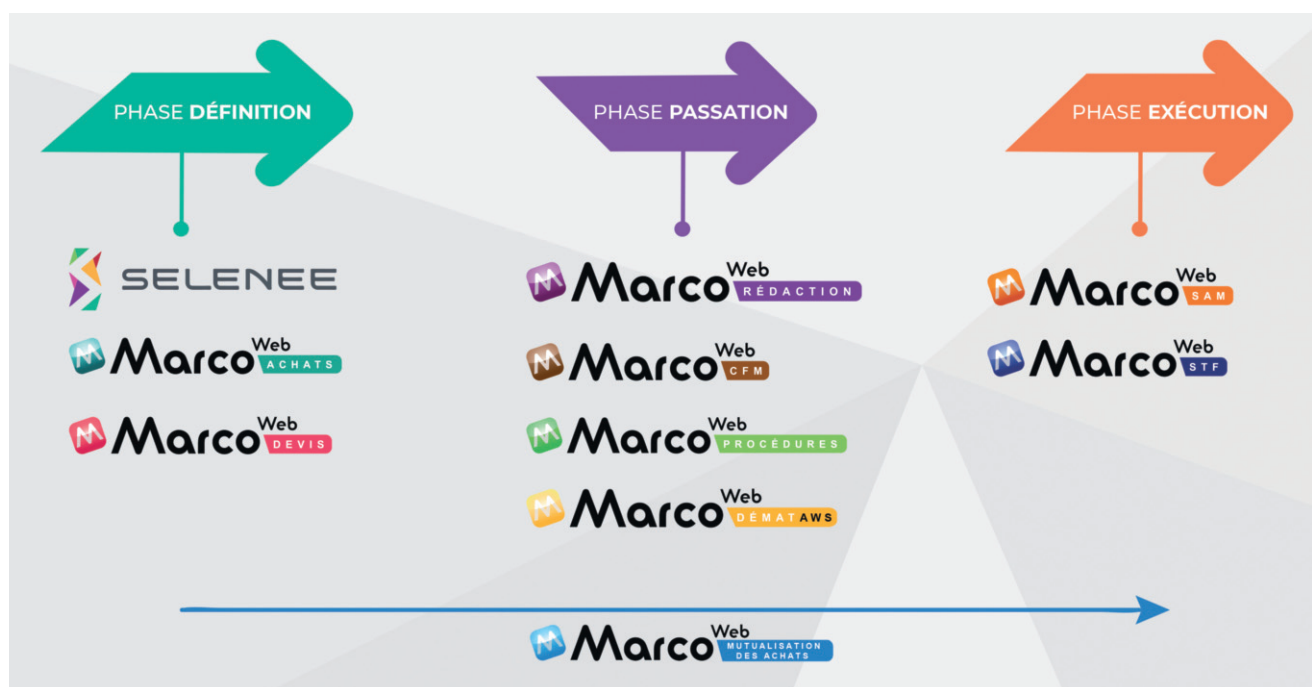 PHASE DÉFINITION
SELENEE
Marco Web ACHATS
Marco Web DEVIS
PHASE PASSATION
Marco Web RÉDACTION
Marco Web CFM
Marco Web PROCÉDURES
Marco Web DÉMATAWS
PHASE EXÉCUTION
Marco Web SAM
Marco Web STF
Marco Web MUTUALISATION
DES ACHATS